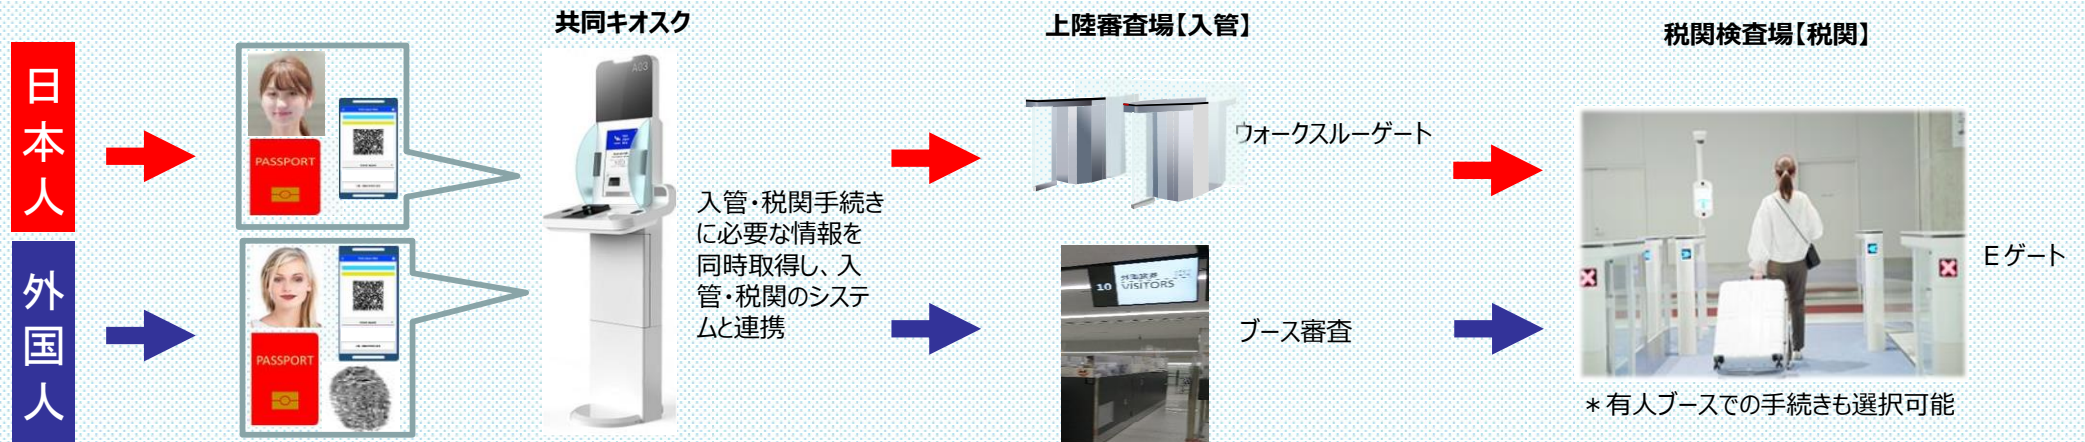 共同キオスク
上陸審査場【入管】
税関検査場【税関】
日本人
PASSPORT
A03
ウォークスルーゲート
入管・税関手続き
に必要な情報を
同時取得し、入
管・税関のシステ
ムと連携
外国人
PASSPORT
10
VISITORS
ブース審査
Eゲート
＊有人ブースでの手続きも選択可能